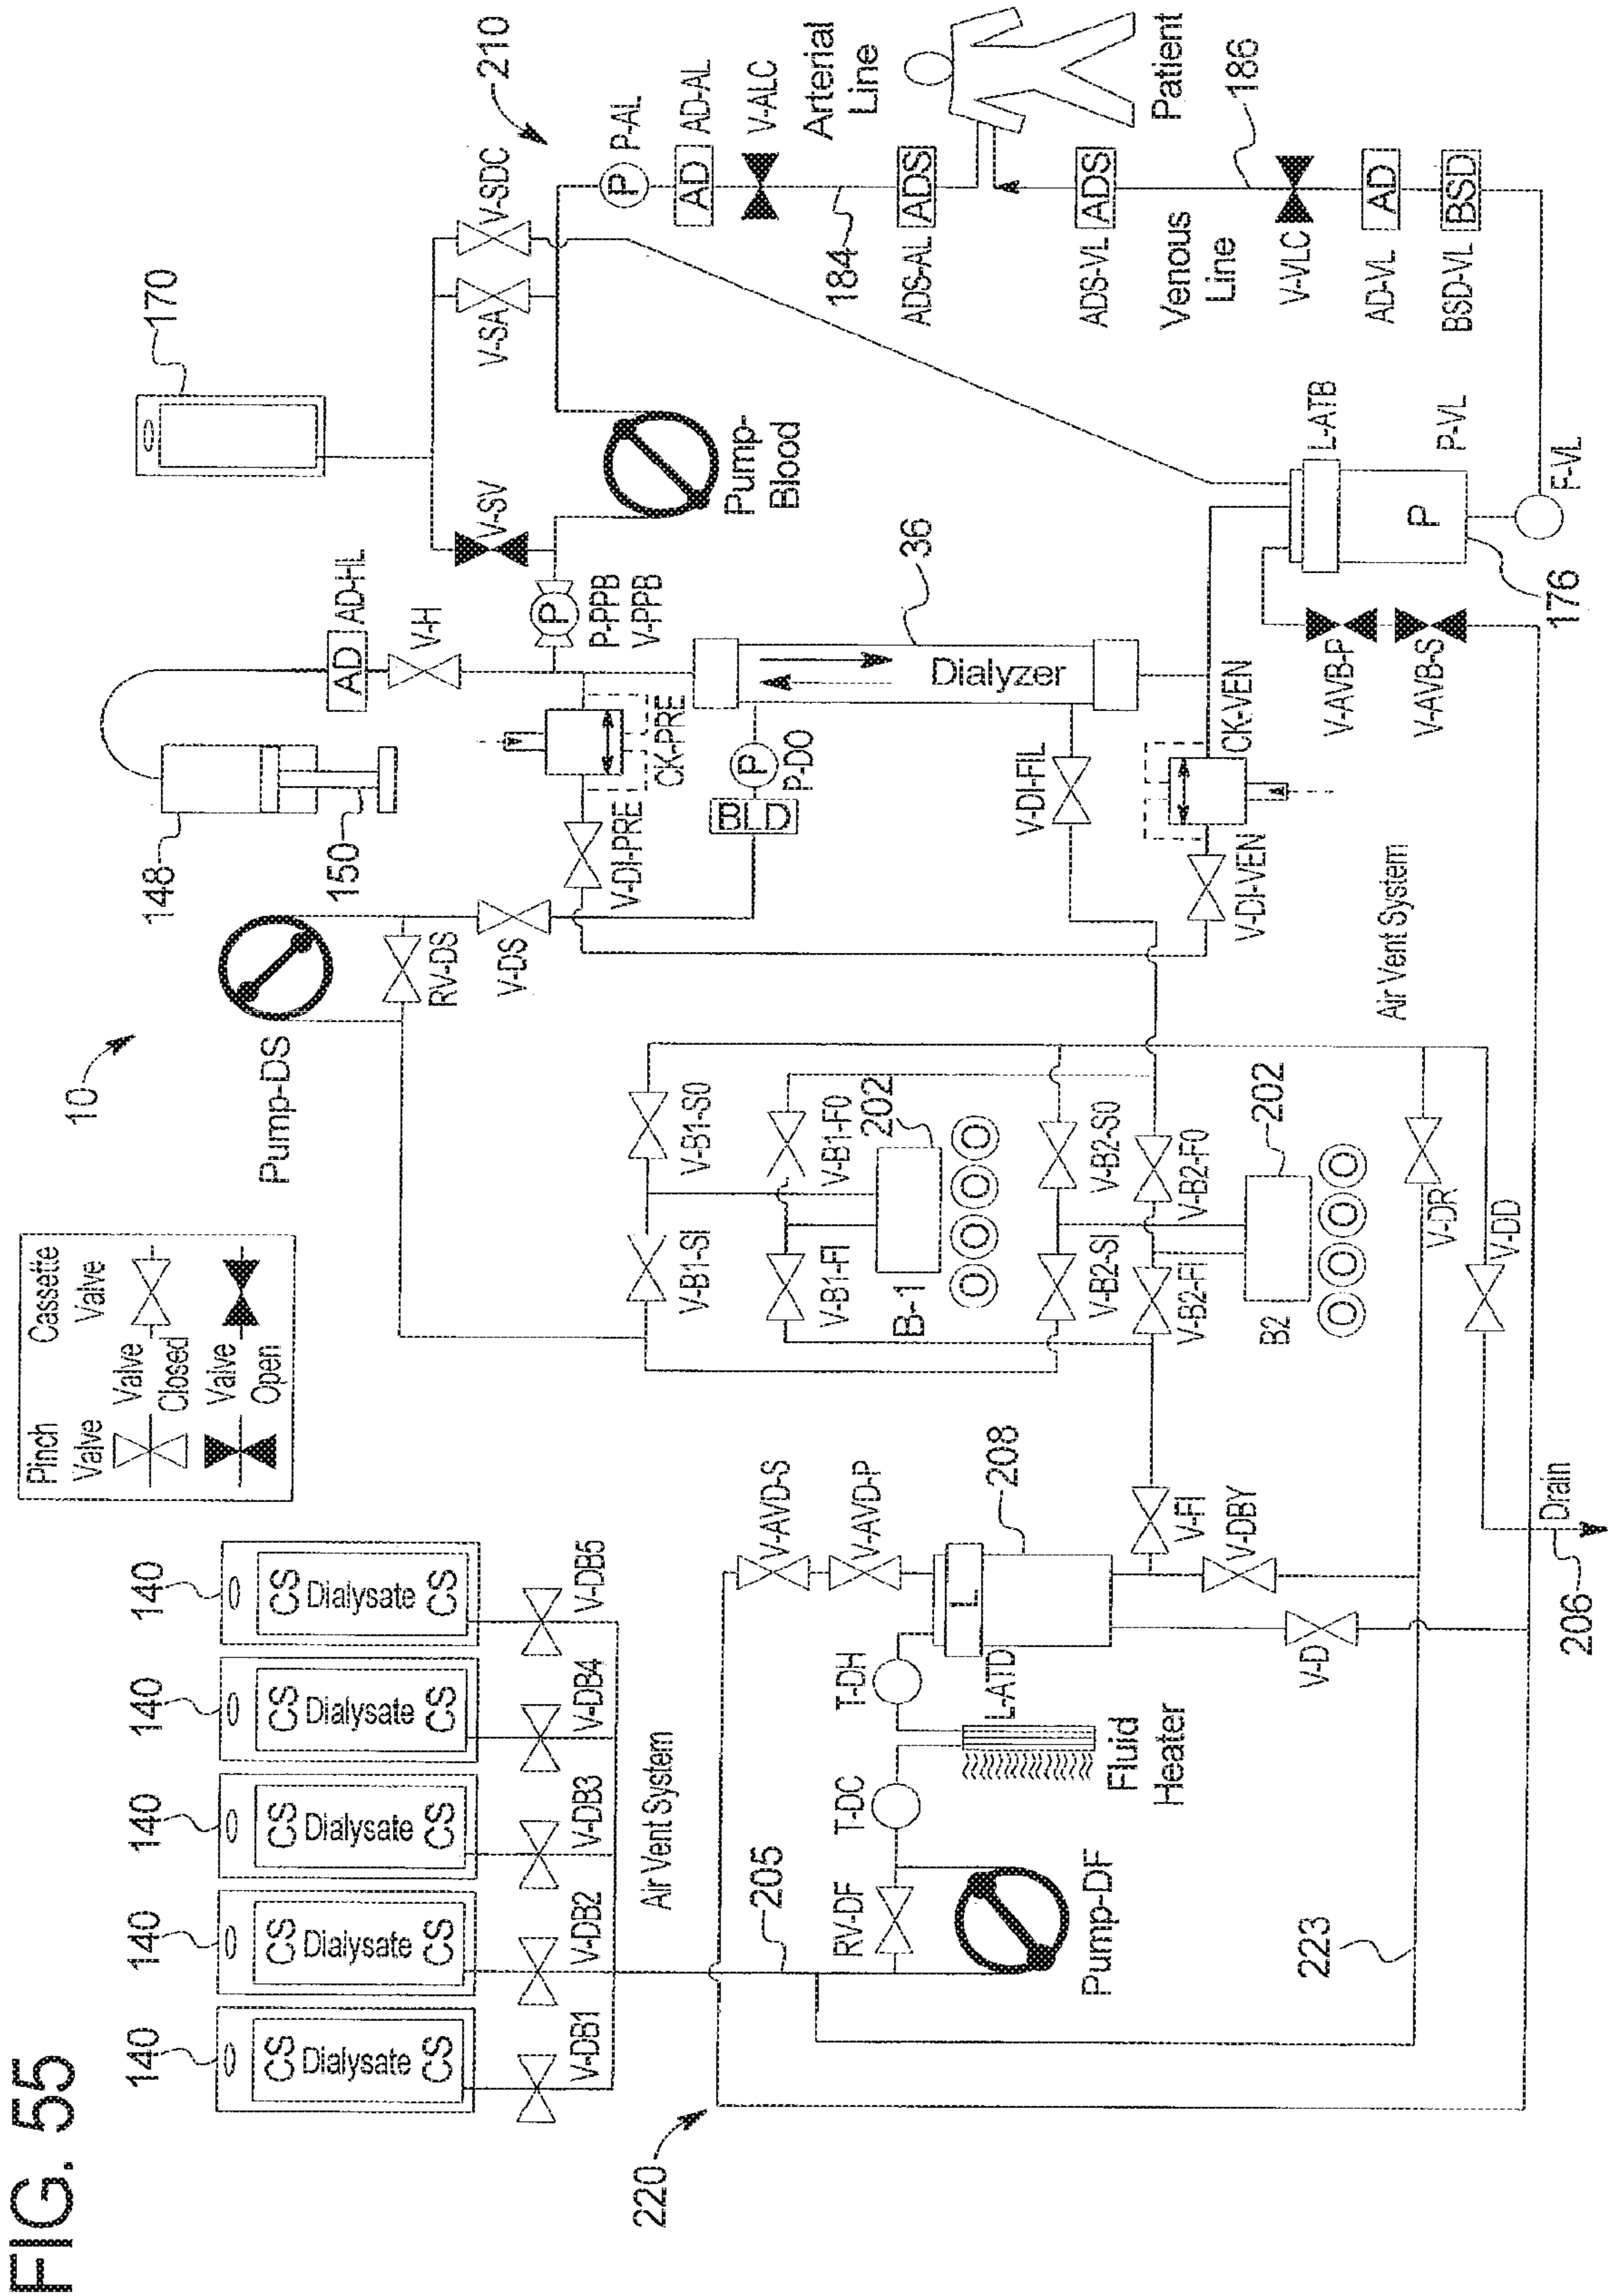 FIG. 55
Pinch
Valve
Cassette
Valve
Valve
Closed
Valve
Open
10
Pump-DS
148
150
170
210
AD
AD-HL
V-H
V-SV
V-SA
V-SDC
P
P-AL
AD
AD-AL
V-ALC
Arterial
Line
184
ADS
ADS-AL
Patient
ADS
ADS-VL
Venous
Line
186
V-VLC
AD
AD-VL
BSD
BSD-VL
Pump-
Blood
P
P-PPB
V-PPB
CK-PRE
V-DI-PRE
RV-DS
V-DS
BLD
P
P-DO
Dialyzer
36
V-DI-FIL
CK-VEN
V-DI-VEN
L-ATB
P
P-VL
F-VL
176
V-AVB-P
V-AVB-S
Air Vent System
V-B1-S0
V-B1-SI
V-B1-F0
V-B1-FI
202
B-1
V-B2-S0
V-B2-SI
V-B2-F0
V-B2-FI
202
B2
V-DR
V-DD
Drain
206
140
140
140
140
140
CS
Dialysate
CS
CS
Dialysate
CS
CS
Dialysate
CS
CS
Dialysate
CS
CS
Dialysate
CS
V-DB1
V-DB2
V-DB3
V-DB4
V-DB5
Air Vent System
220
205
V-AVD-S
V-AVD-P
208
L
L-ATD
T-DH
T-DC
Fluid
Heater
RV-DF
Pump-DF
V-FI
V-DBY
V-D
223